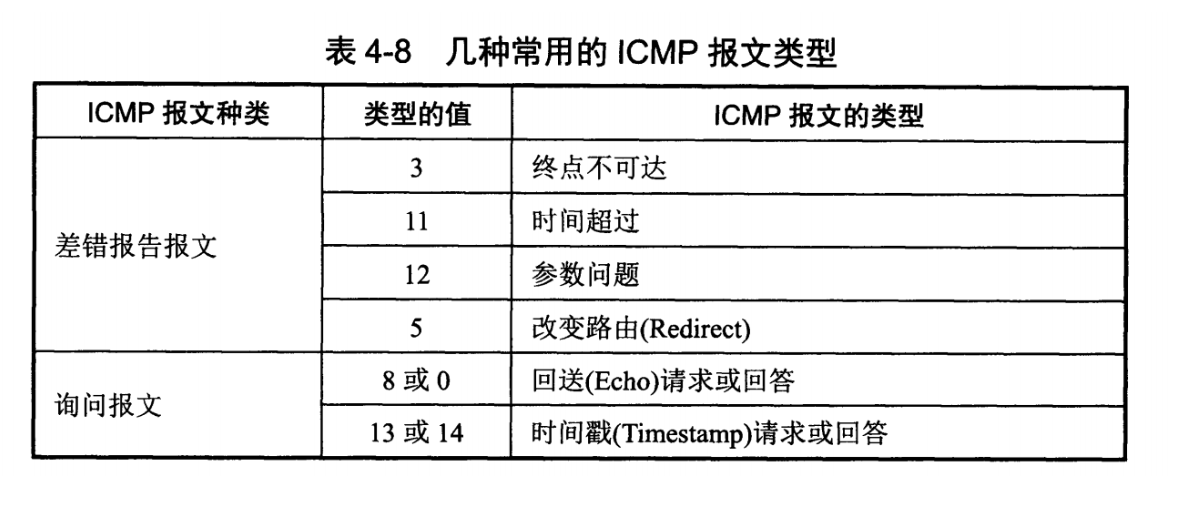 表 4-8 几种常用的 ICMP 报文类型
ICMP 报文种类 类型的值 ICMP 报文的类型
差错报告报文
3 终点不可达
11 时间超过
12 参数问题
5 改变路由(Redirect)
询问报文
8 或 0 回送(Echo)请求或回答
13 或 14 时间戳(Timestamp)请求或回答